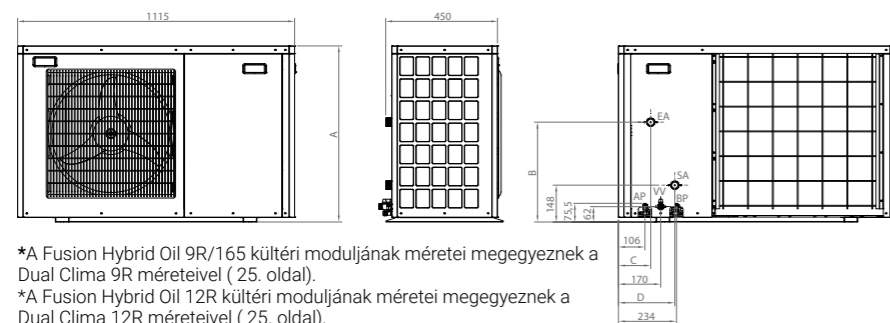 1115
450
A
EA
B
SA
VV
AP
BP
148
75,5
62
106
C
170
D
234
*A Fusion Hybrid Oil 9R/165 kültéri moduljának méretei megegyeznek a
Dual Clima 9R méreteivel ( 25. oldal).
*A Fusion Hybrid Oil 12R kültéri moduljának méretei megegyeznek a
Dual Clima 12R méreteivel ( 25. oldal).